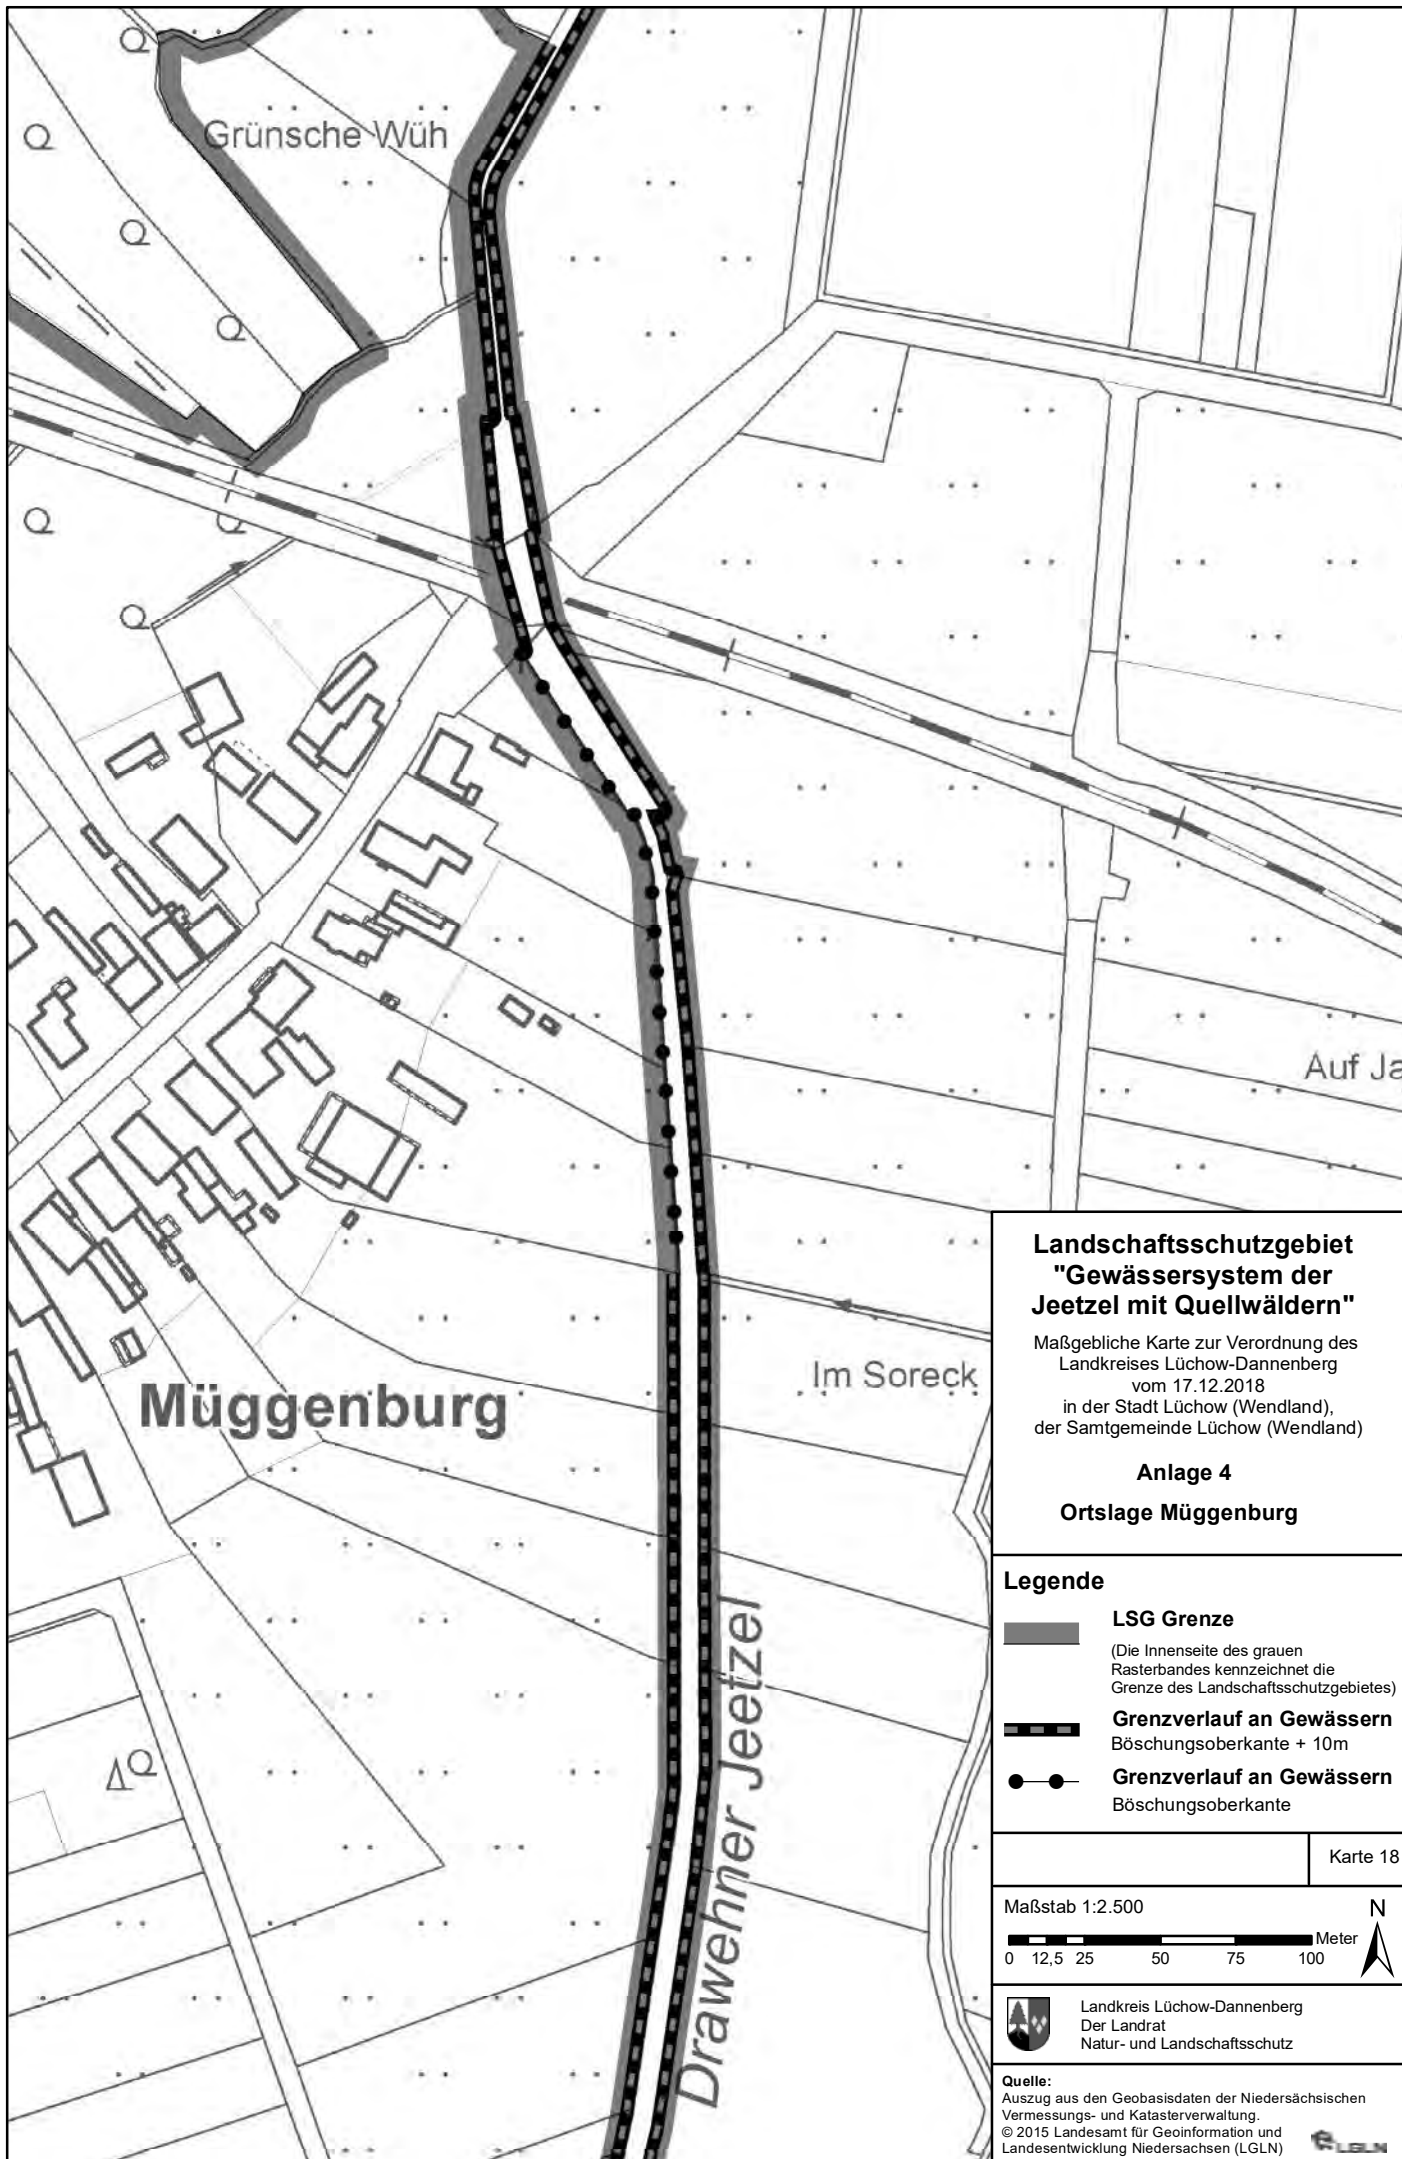 Grünsche Wüh
Auf Ja
Im Soreck
Müggenburg
Drawehner Jeetzel
Landschaftsschutzgebiet
"Gewässersystem der
Jeetzel mit Quellwäldern"
Maßgebliche Karte zur Verordnung des
Landkreises Lüchow-Dannenberg
vom 17.12.2018
in der Stadt Lüchow (Wendland),
der Samtgemeinde Lüchow (Wendland)
Anlage 4
Ortslage Müggenburg
Legende
LSG Grenze
(Die Innenseite des grauen
Rasterbandes kennzeichnet die
Grenze des Landschaftsschutzgebietes)
Grenzverlauf an Gewässern
Böschungsoberkante + 10m
Grenzverlauf an Gewässern
Böschungsoberkante
Karte 18
Maßstab 1:2.500
N
Meter
0 12,5 25 50 75 100
Landkreis Lüchow-Dannenberg
Der Landrat
Natur- und Landschaftsschutz
Quelle:
Auszug aus den Geobasisdaten der Niedersächsischen
Vermessungs- und Katasterverwaltung.
© 2015 Landesamt für Geoinformation und
Landesentwicklung Niedersachsen (LGLN)
LGLN